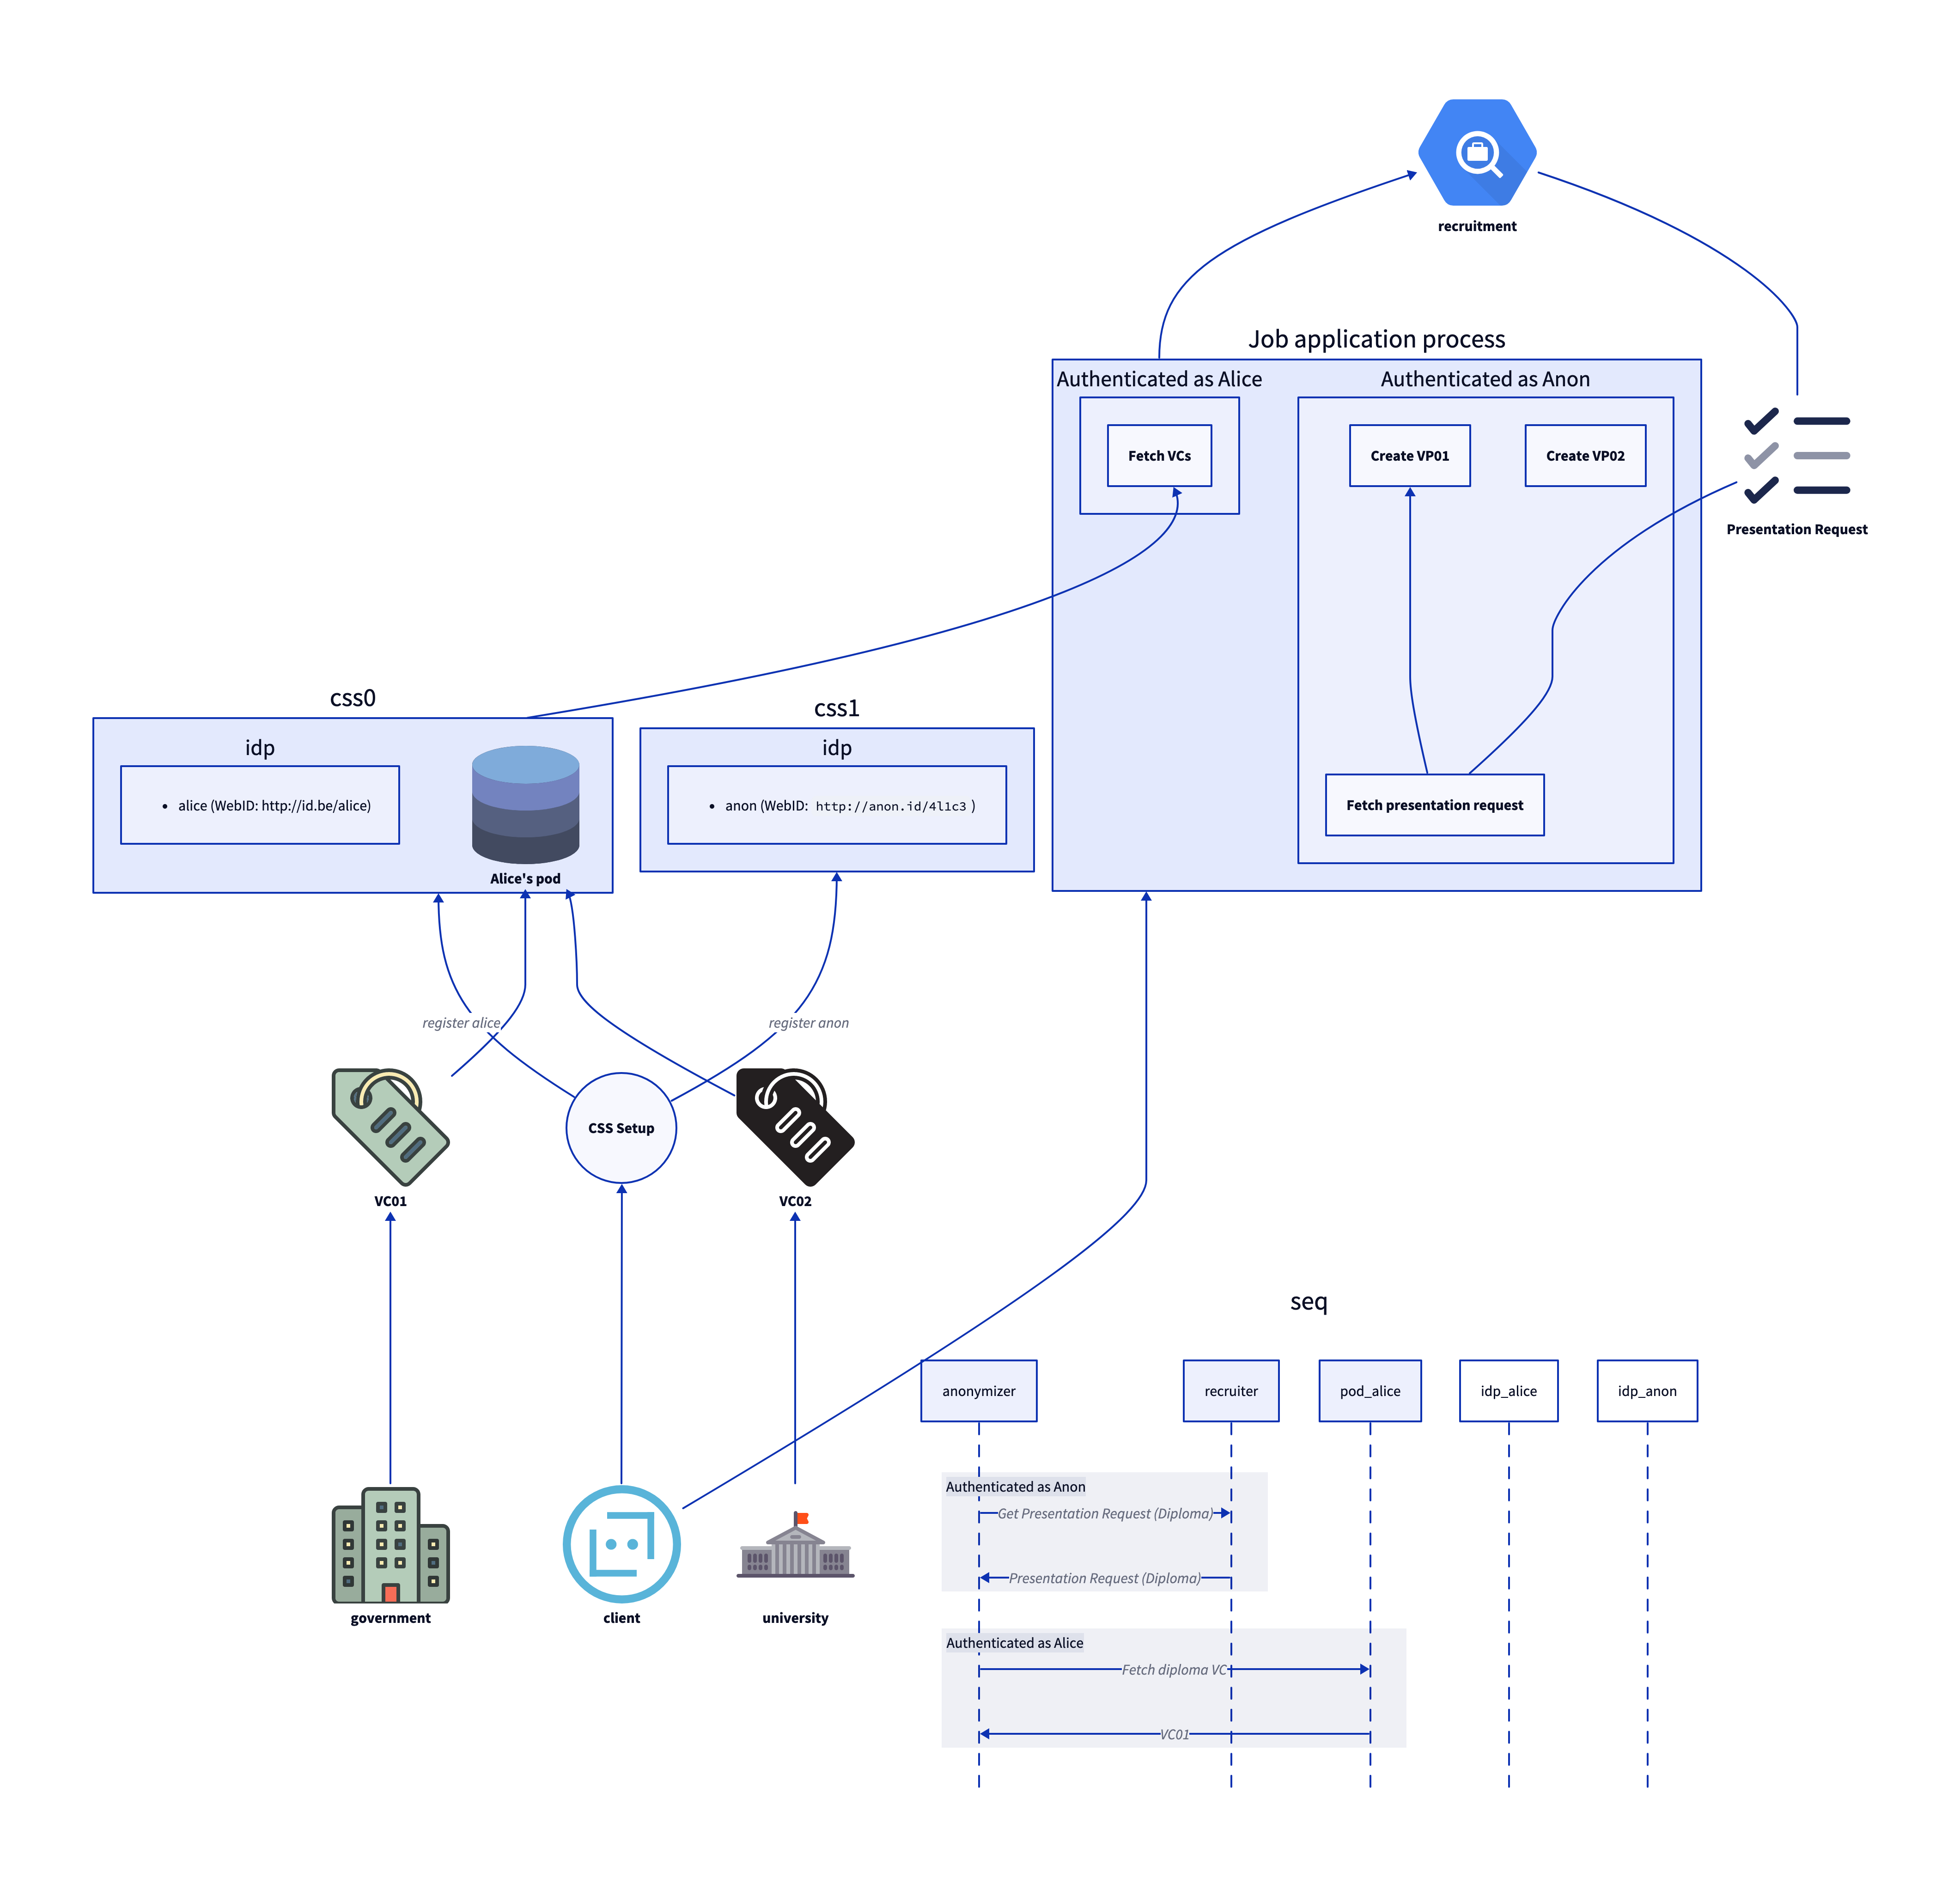 recruitment
Job application process
Authenticated as Alice
Authenticated as Anon
Fetch VCs
Create VP01
Create VP02
Presentation Request
css0
css1
idp
idp
• alice (WebID: http://id.be/alice)
• anon (WebID: http://anon.id/4l1c3 )
Fetch presentation request
Alice's pod
register alice
register anon
CSS Setup
VC01
VC02
seq
anonymizer
recruiter
pod_alice
idp_alice
idp_anon
Authenticated as Anon
Get Presentation Request (Diploma)
Presentation Request (Diploma)
government
client
university
Authenticated as Alice
Fetch diploma VC
VC01